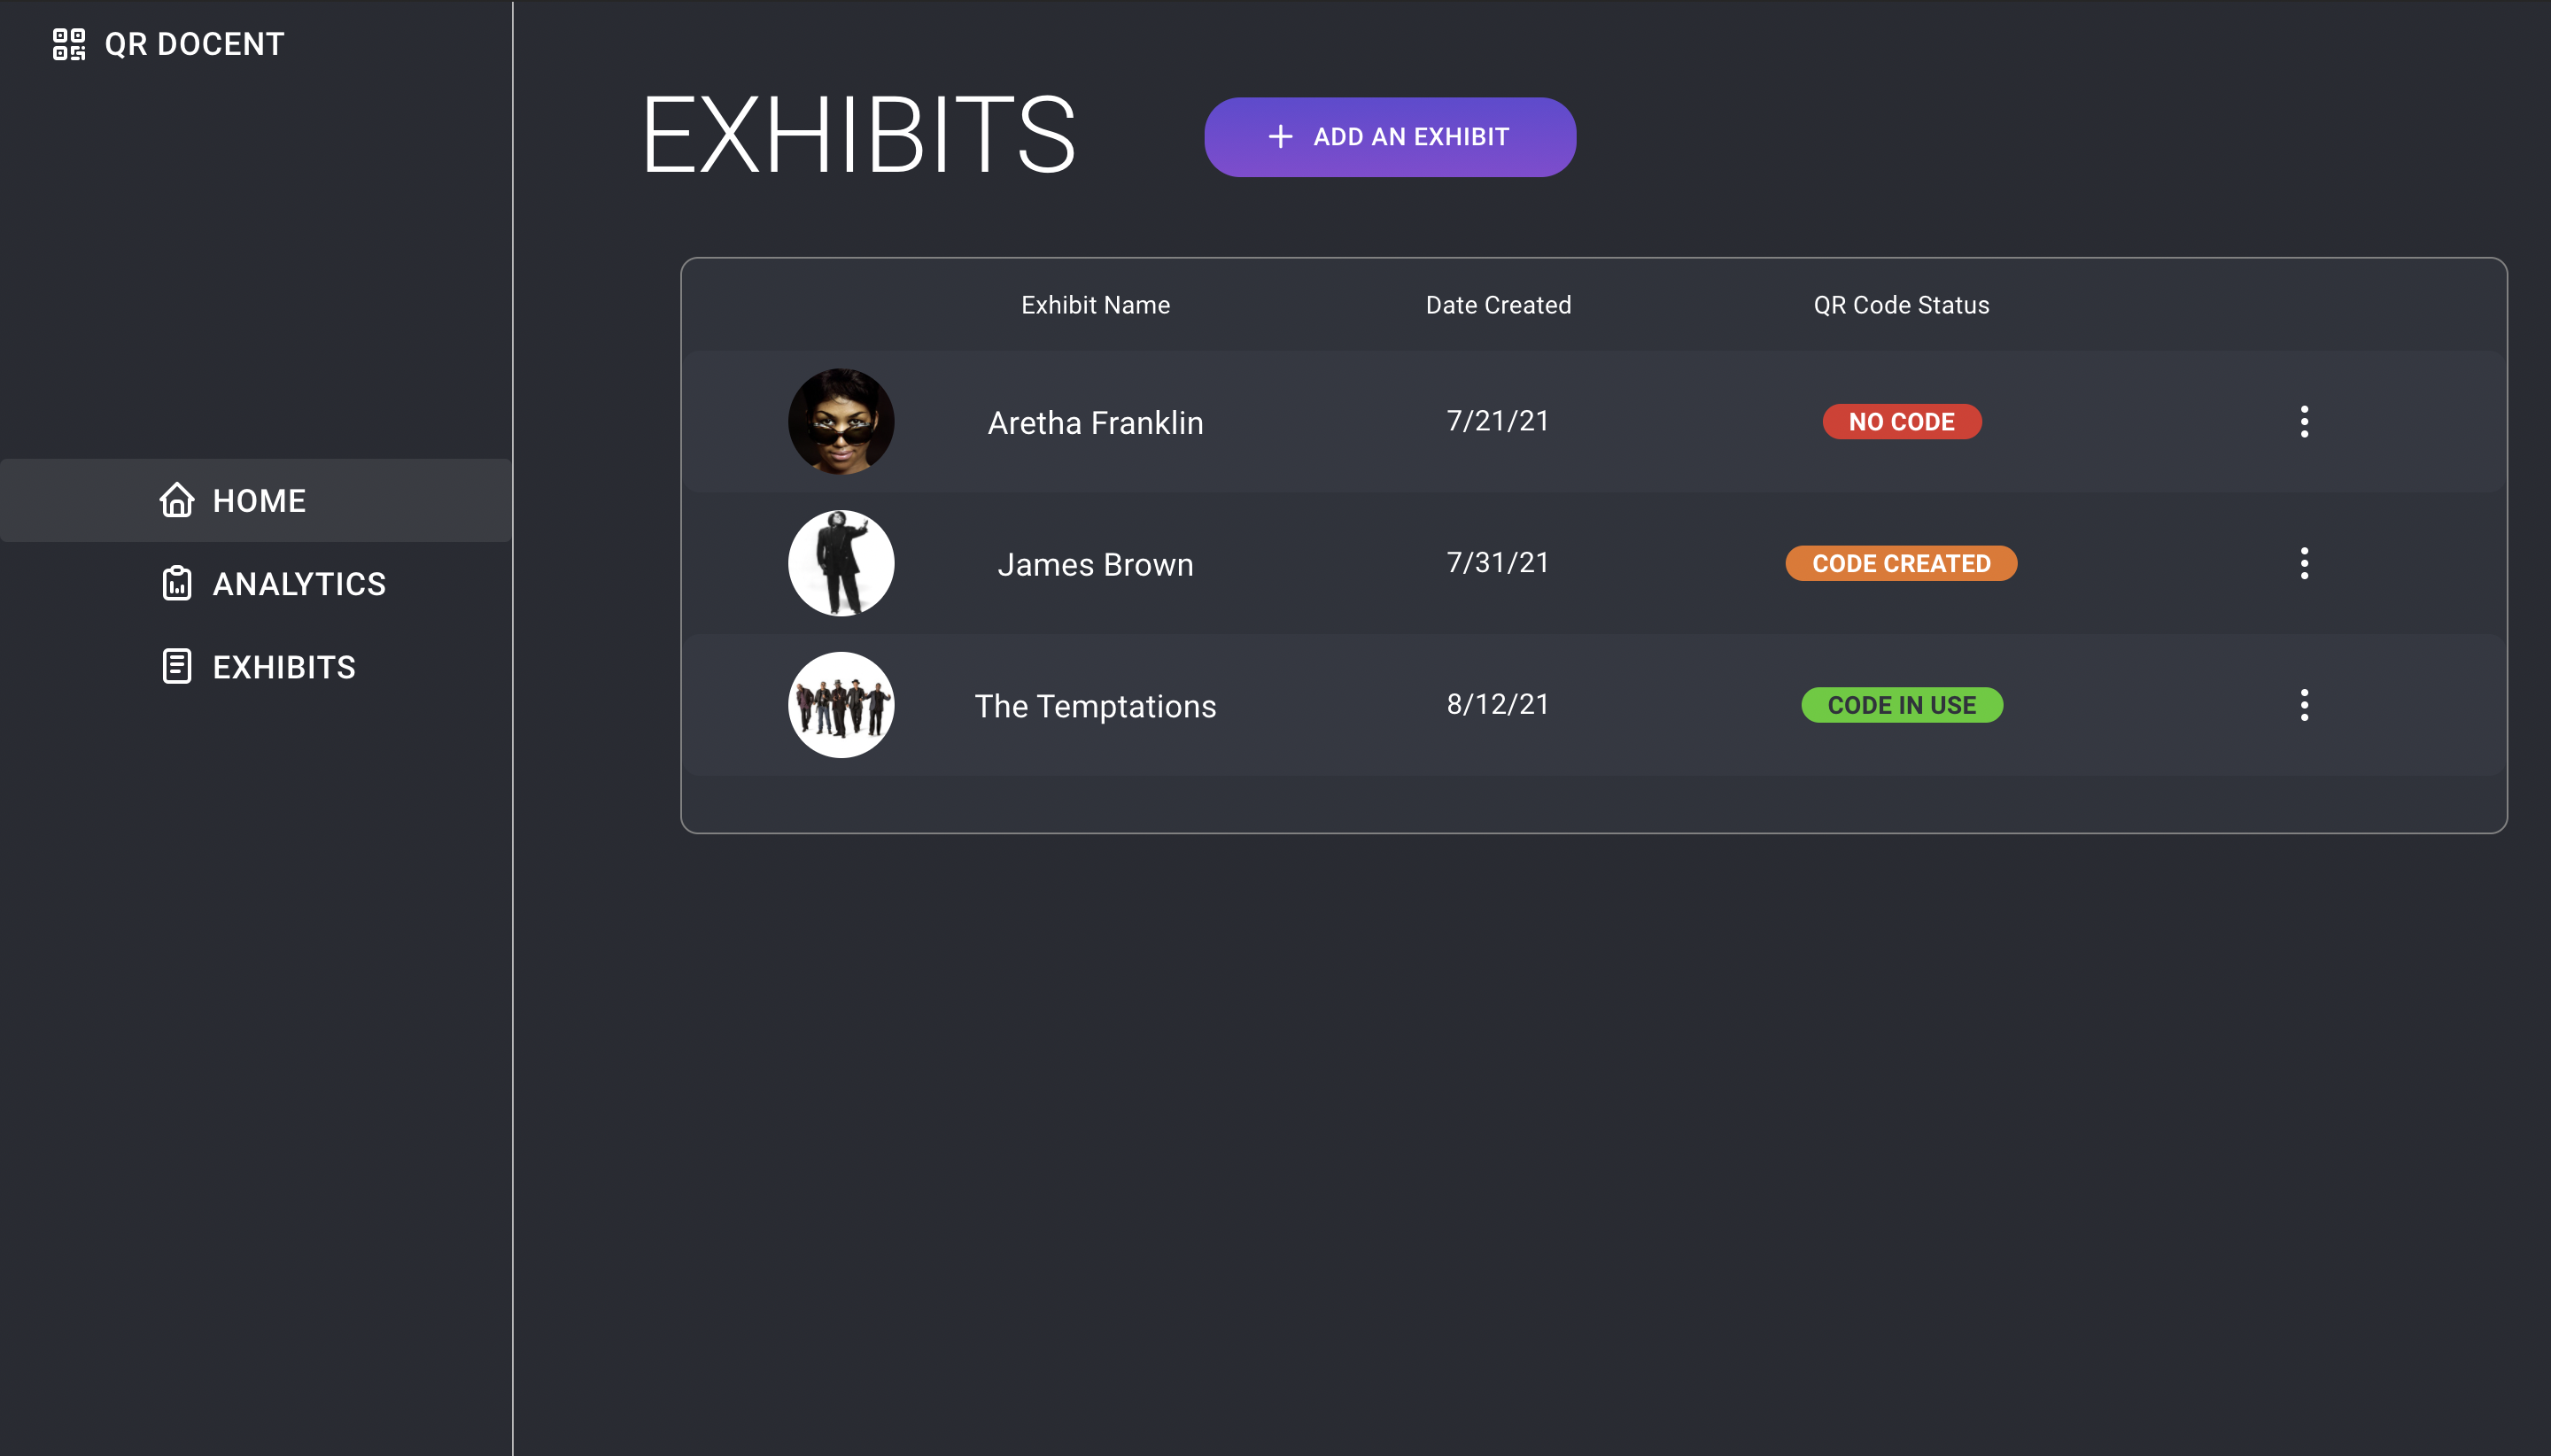 QR DOCENT
HOME
ANALYTICS
EXHIBITS
EXHIBITS
ADD AN EXHIBIT
Exhibit Name Date Created QR Code Status
Aretha Franklin 7/21/21 NO CODE
James Brown 7/31/21 CODE CREATED
The Temptations 8/12/21 CODE IN USE